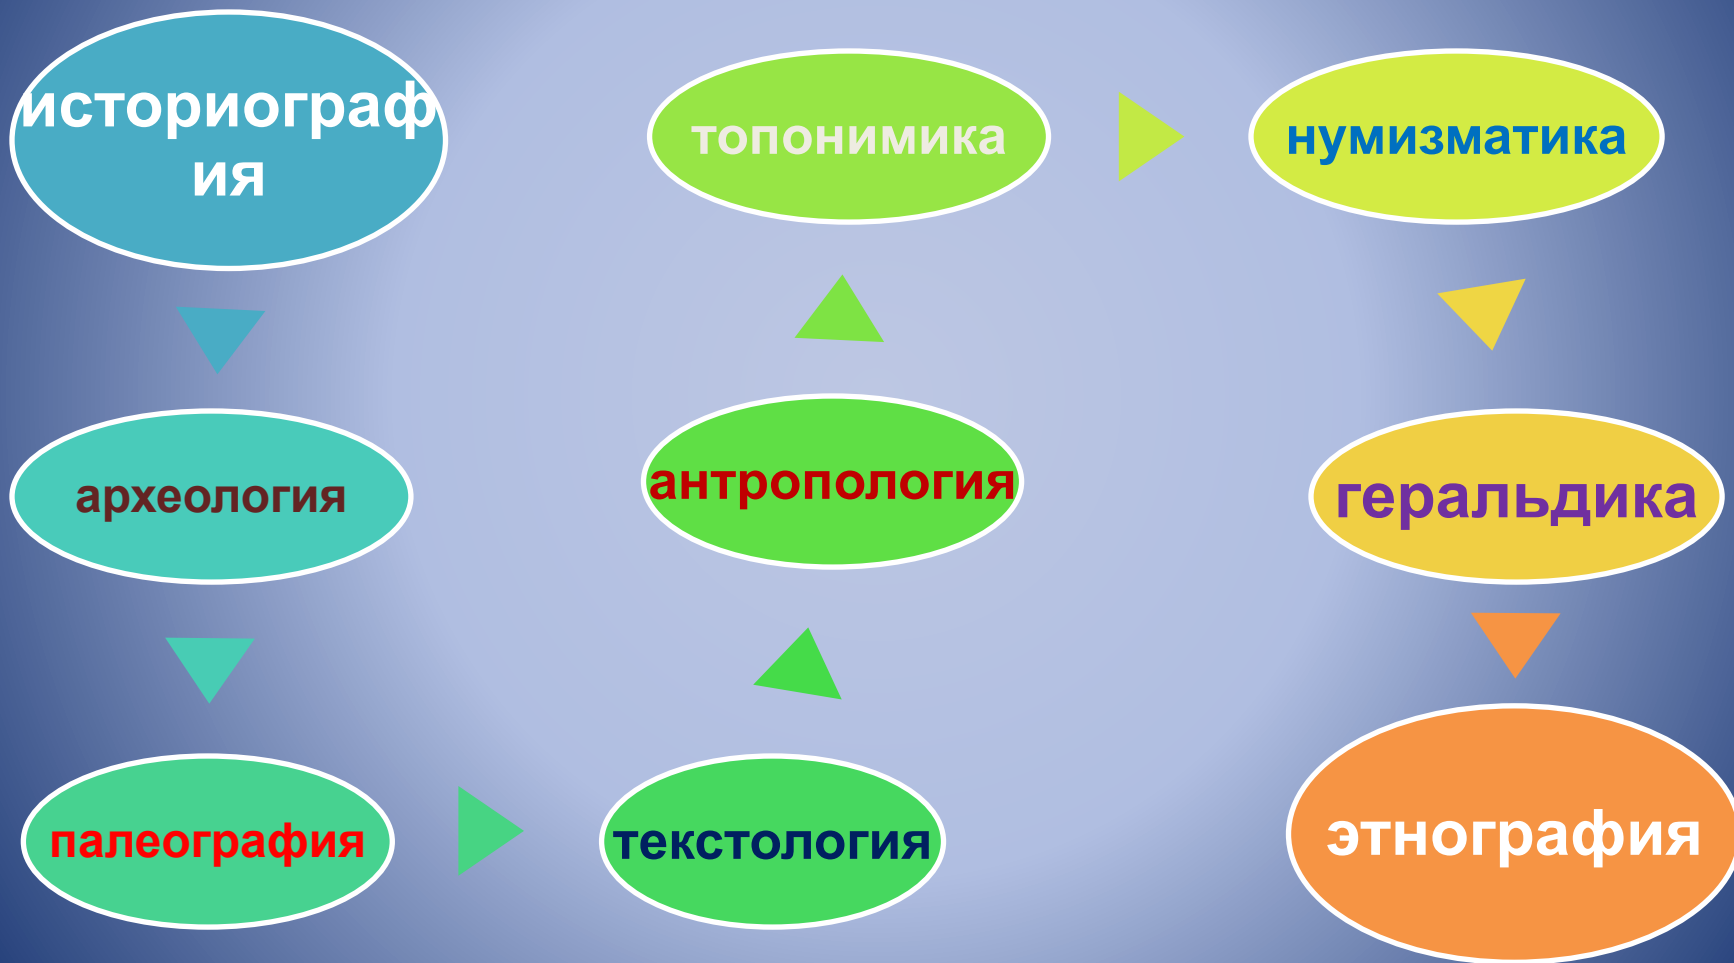 историограф
ия
археология
палеография
текстология
антропология
топонимика
нумизматика
геральдика
этнография